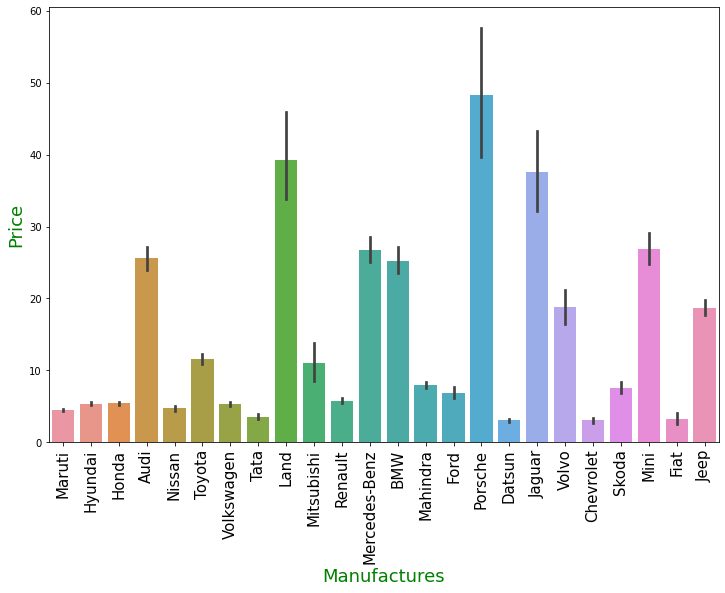 60
50
40
30
20
10
0
Price
Maruti
Hyundai
Honda
Audi
Nissan
Toyota
Volkswagen
Tata
Land
Mitsubishi
Renault
Mercedes-Benz
BMW
Mahindra
Ford
Porsche
Datsun
Jaguar
Volvo
Chevrolet
Skoda
Mini
Fiat
Jeep
Manufactures